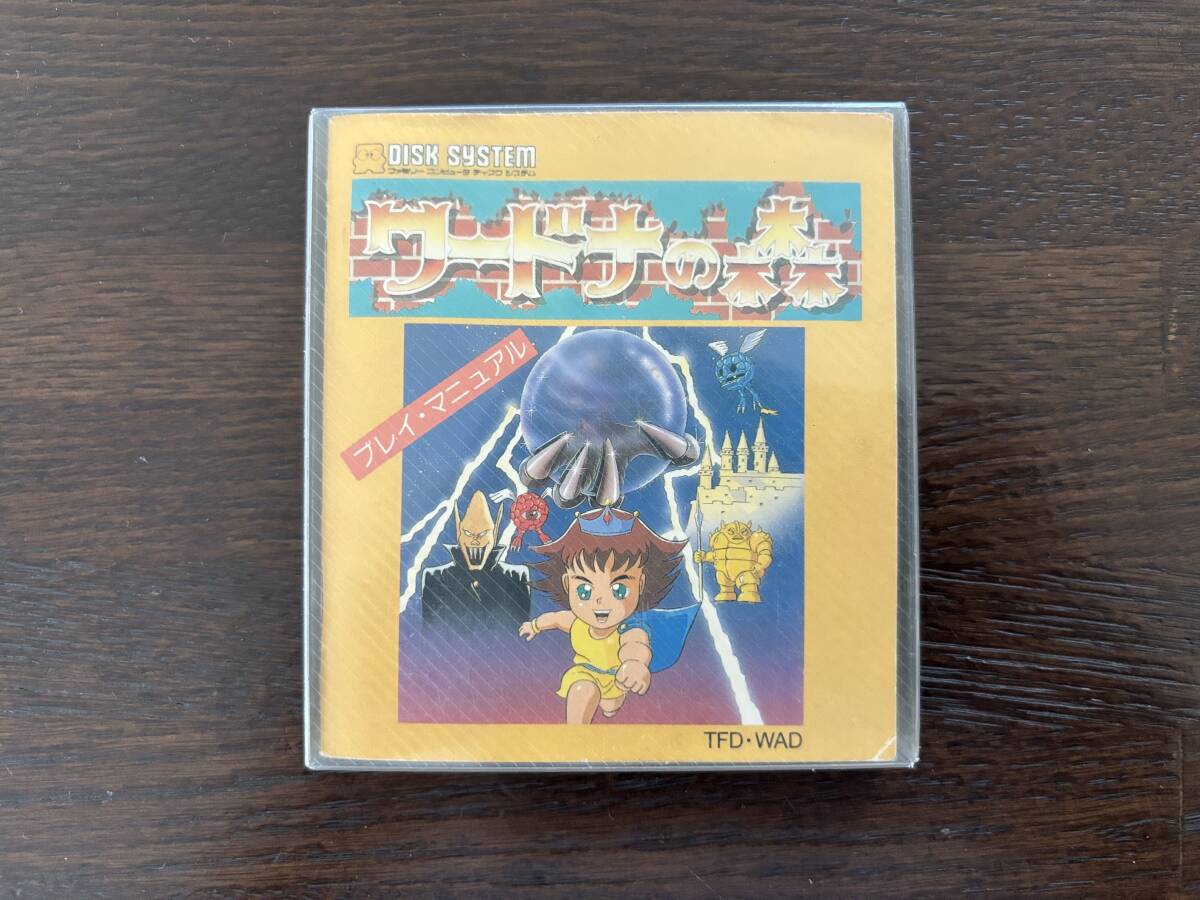 DISK SYSTEM
ファミリー コンピュータ ディスク システム
ワードナの森
プレイ・マニュアル
TFD・WAD